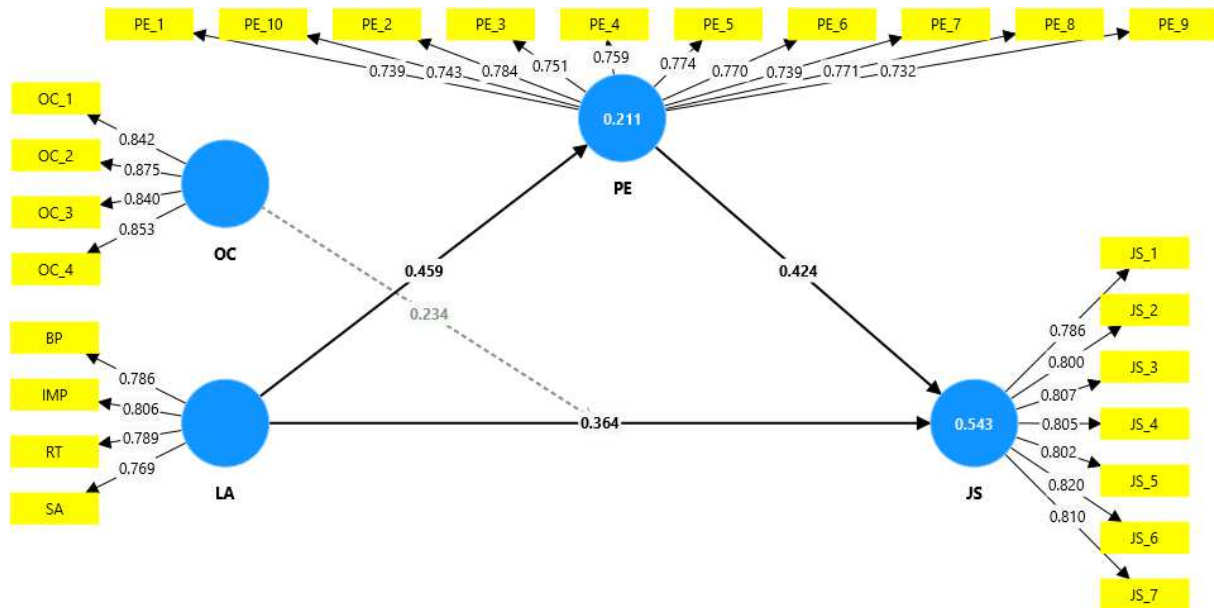 PE_1 PE_10 PE_2 PE_3 PE_4 PE_5 PE_6 PE_7 PE_8 PE_9
0.739 0.743 0.784 0.751 0.759 0.774 0.770 0.739 0.771 0.732
OC_1
OC_2
OC_3
OC_4
0.842
0.875
0.840
0.853
OC
0.211
PE
0.459
0.424
0.234
BP
IMP
RT
SA
0.786
0.806
0.789
0.769
LA
0.364
0.543
JS
0.786
0.800
0.807
0.805
0.802
0.820
0.810
JS_1
JS_2
JS_3
JS_4
JS_5
JS_6
JS_7